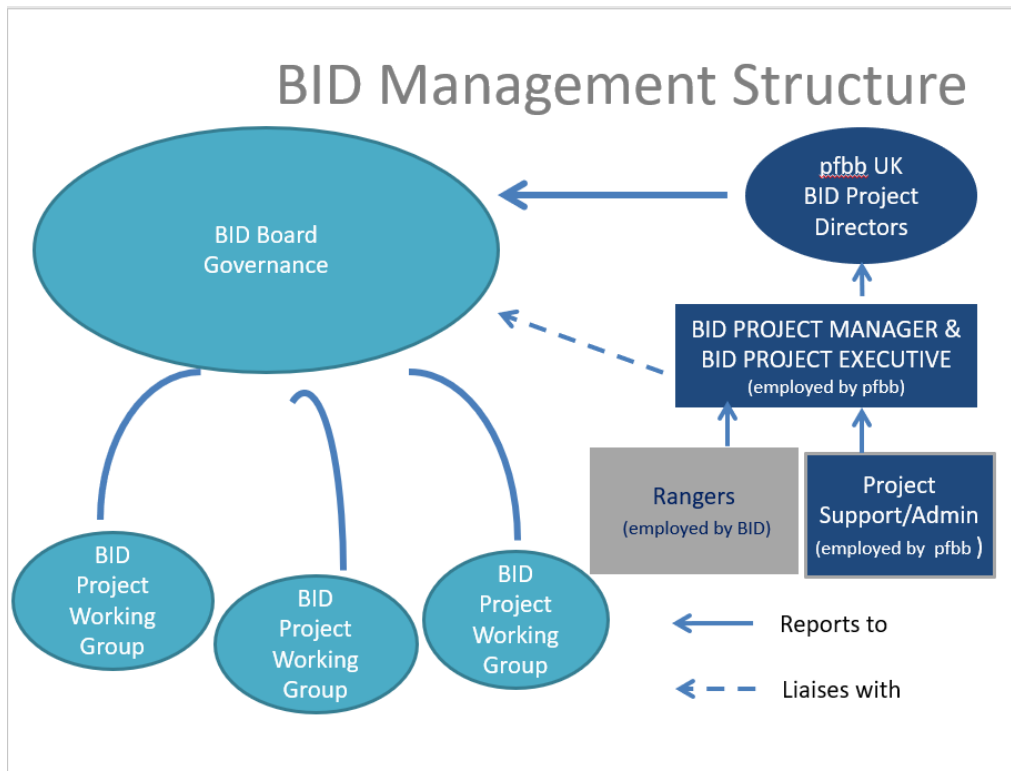 BID Management Structure
BID Board
Governance
pfbb UK
BID Project
Directors
BID PROJECT MANAGER &
BID PROJECT EXECUTIVE
(employed by pfbb)
Rangers
(employed by BID)
Project
Support/Admin
(employed by pfbb )
BID
Project
Working
Group
BID
Project
Working
Group
BID
Project
Working
Group
Reports to
Liaises with